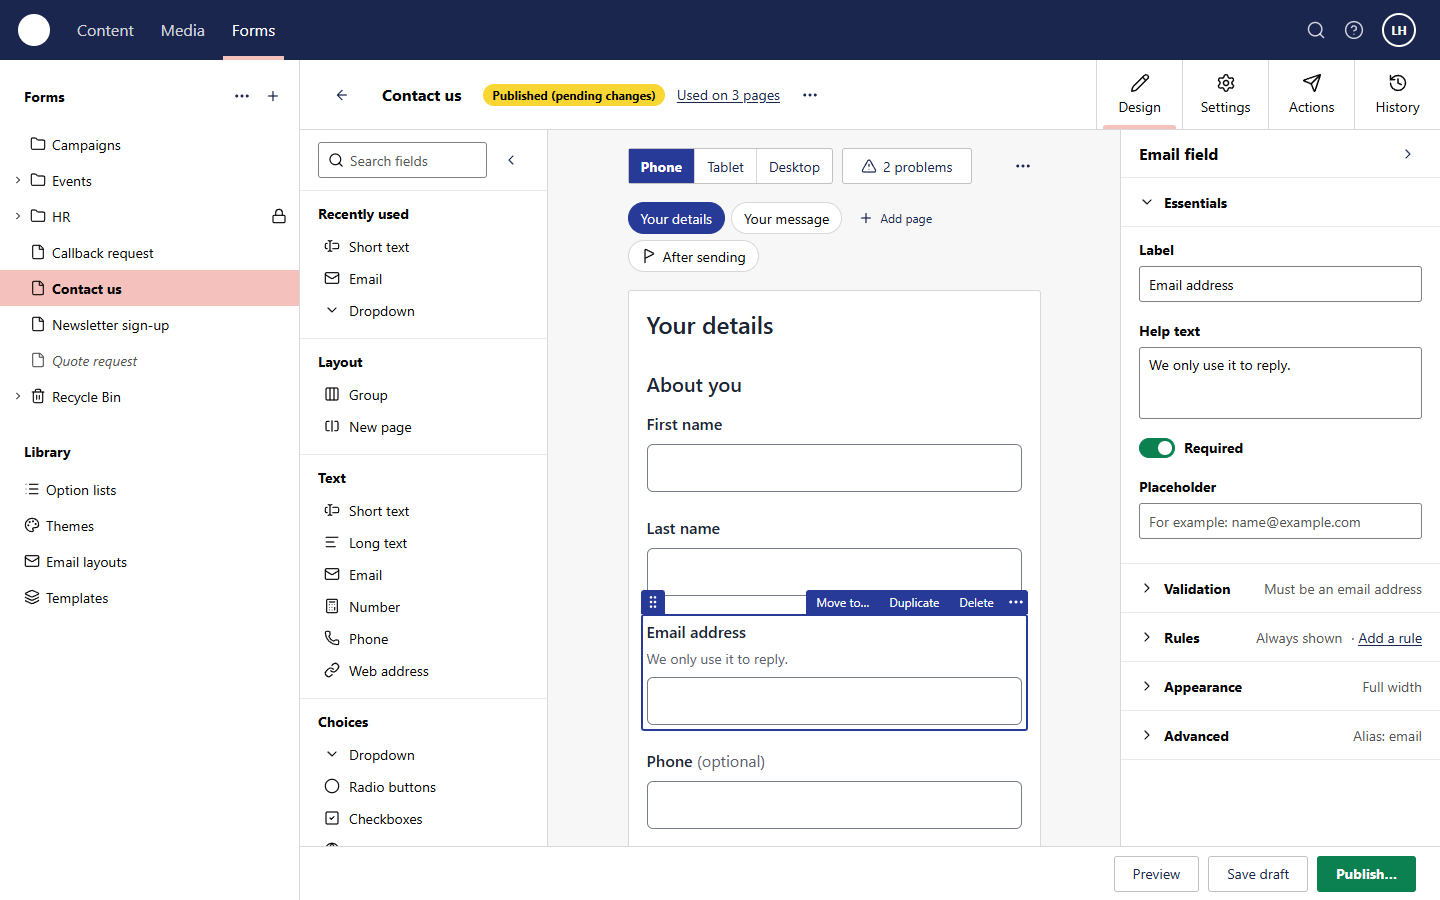 Content
Media
Forms
LH
Forms
Campaigns
Events
HR
Callback request
Contact us
Newsletter sign-up
Quote request
Recycle Bin
Library
Option lists
Themes
Email layouts
Templates
Contact us
Published (pending changes)
Used on 3 pages
Design
Settings
Actions
History
Search fields
Recently used
Short text
Email
Dropdown
Layout
Group
New page
Text
Short text
Long text
Email
Number
Phone
Web address
Choices
Dropdown
Radio buttons
Checkboxes
Phone
Tablet
Desktop
2 problems
Your details
Your message
Add page
After sending
Your details
About you
First name
Last name
Move to...
Duplicate
Delete
Email address
We only use it to reply.
Phone (optional)
Email field
Essentials
Label
Email address
Help text
We only use it to reply.
Required
Placeholder
For example: name@example.com
Validation
Must be an email address
Rules
Always shown · Add a rule
Appearance
Full width
Advanced
Alias: email
Preview
Save draft
Publish...